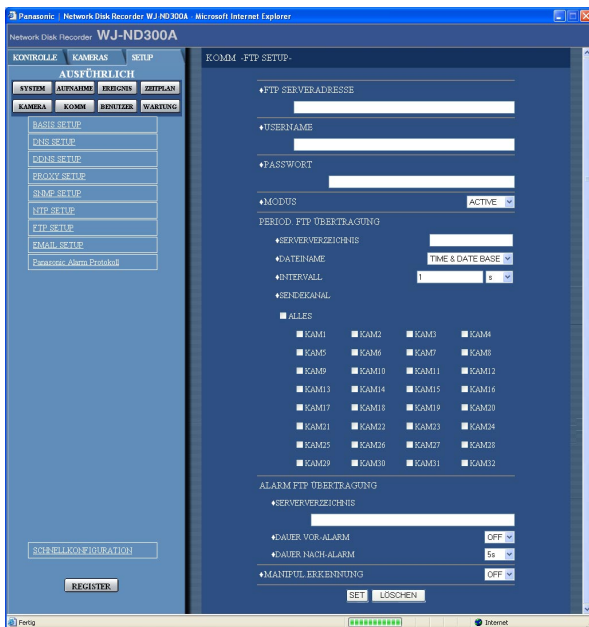 Panasonic | Network Disk Recorder WJ-ND300A - Microsoft Internet Explorer
Network Disk Recorder WJ-ND300A
KONTROLLE KAMERAS SETUP
AUSFÜHRLICH
SYSTEM AUFNAHME EREIGNIS ZEITPLAN
KAMERA KOMM BENUTZER WARTUNG
BASIS SETUP
DNS SETUP
DDNS SETUP
PROXY SETUP
SNMP SETUP
NTP SETUP
FTP SETUP
EMAIL SETUP
Panasonic Alarm Protokoll
SCHNELLKONFIGURATION
REGISTER
KOMM -FTP SETUP-
♦FTP SERVERADRESSE
♦USERNAME
♦PASSWORT
♦MODUS ACTIVE
PERIOD. FTP ÜBERTRAGUNG
♦SERVERVERZEICHNIS
♦DATEINAME TIME & DATE BASE
♦INTERVALL 1 s
♦SENDEKANAL
ALLES
KAM1 KAM2 KAM3 KAM4
KAM5 KAM6 KAM7 KAM8
KAM9 KAM10 KAM11 KAM12
KAM13 KAM14 KAM15 KAM16
KAM17 KAM18 KAM19 KAM20
KAM21 KAM22 KAM23 KAM24
KAM25 KAM26 KAM27 KAM28
KAM29 KAM30 KAM31 KAM32
ALARM FTP ÜBERTRAGUNG
♦SERVERVERZEICHNIS
♦DAUER VOR-ALARM OFF
♦DAUER NACH-ALARM 5s
♦MANIPUL.ERKENNUNG OFF
SET LÖSCHEN
Fertig Internet